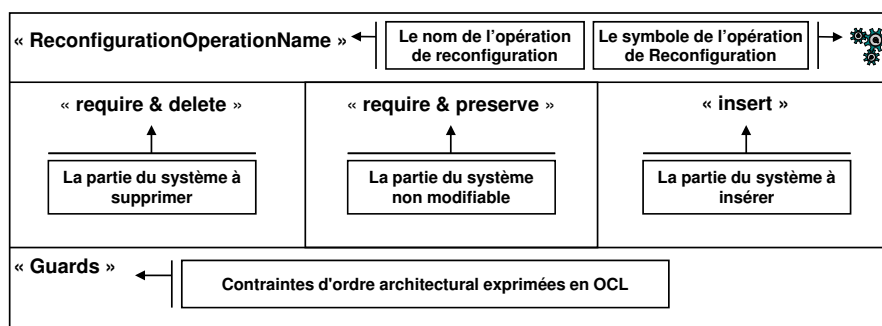 « ReconfigurationOperationName »
Le nom de l'opération
de reconfiguration
Le symbole de l'opération
de Reconfiguration
« require & delete »
« require & preserve »
« insert »
La partie du système à
supprimer
La partie du système
non modifiable
La partie du système à
insérer
« Guards »
Contraintes d'ordre architectural exprimées en OCL